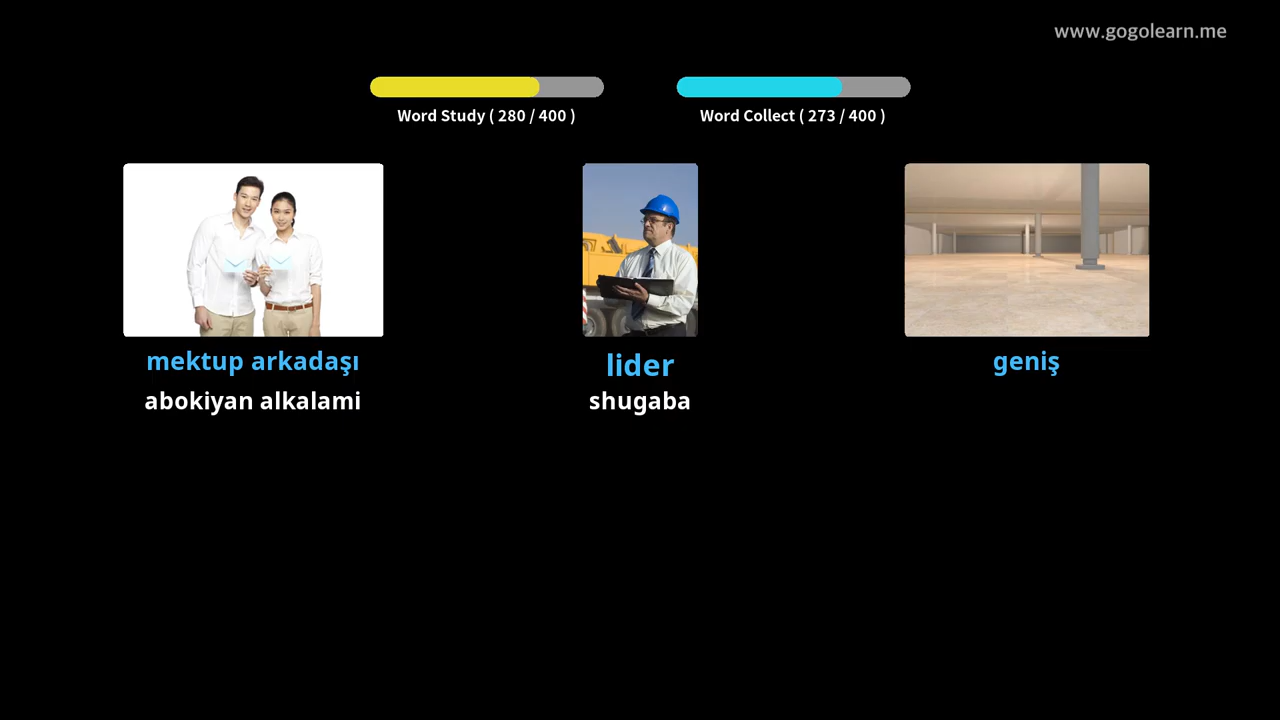 www.gogolearn.me
Word Study ( 280 / 400 )
Word Collect ( 273 / 400 )
mektup arkadaşı
abokiyan alkalami
lider
shugaba
geniş